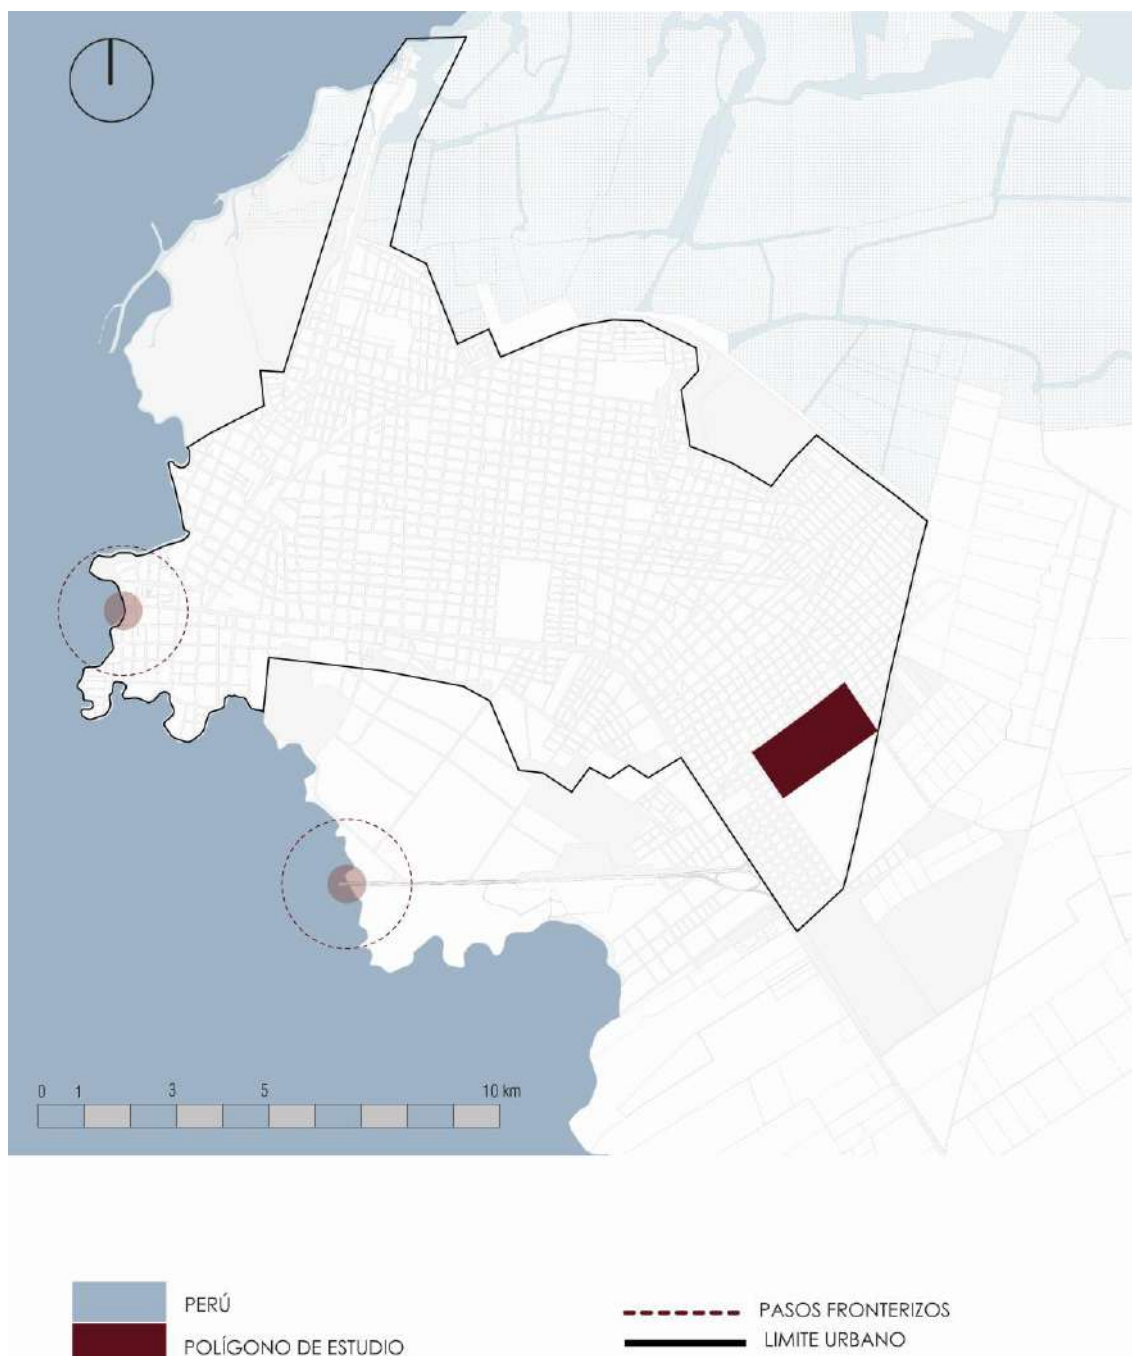 0 1 3 5 10 km
PERÚ
PASOS FRONTERIZOS
POLÍGONO DE ESTUDIO
LIMITE URBANO